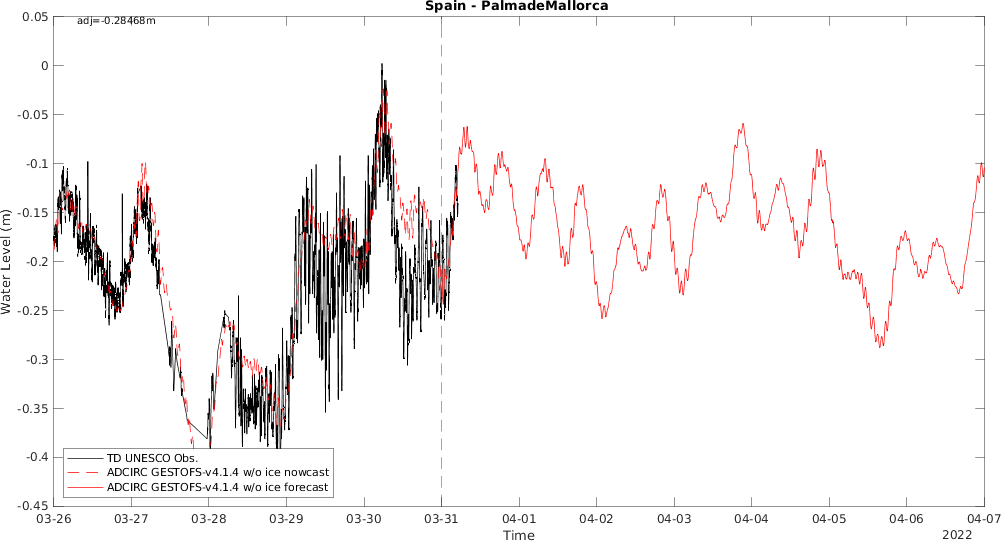 Spain - PalmadeMallorca
adj=-0.28468m
0.05
0
-0.05
-0.1
-0.15
-0.2
-0.25
-0.3
-0.35
-0.4
-0.45
Water Level (m)
TD UNESCO Obs.
ADCIRC GESTOFS-v4.1.4 w/o ice nowcast
ADCIRC GESTOFS-v4.1.4 w/o ice forecast
03-26 03-27 03-28 03-29 03-30 03-31 04-01 04-02 04-03 04-04 04-05 04-06 04-07
Time
2022